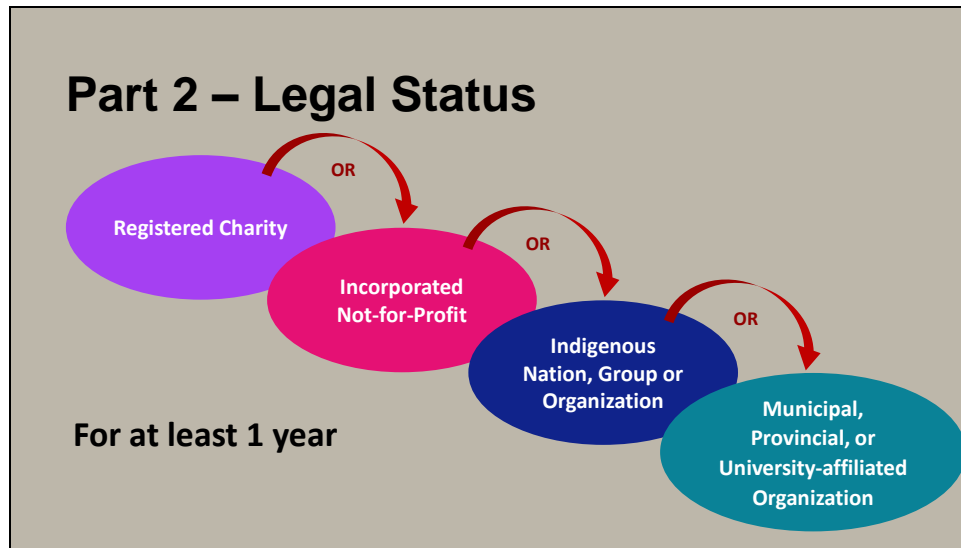 Part 2 – Legal Status
OR
Registered Charity
OR
Incorporated
Not-for-Profit
OR
Indigenous
Nation, Group or
Organization
Municipal,
Provincial, or
University-affiliated
Organization
For at least 1 year